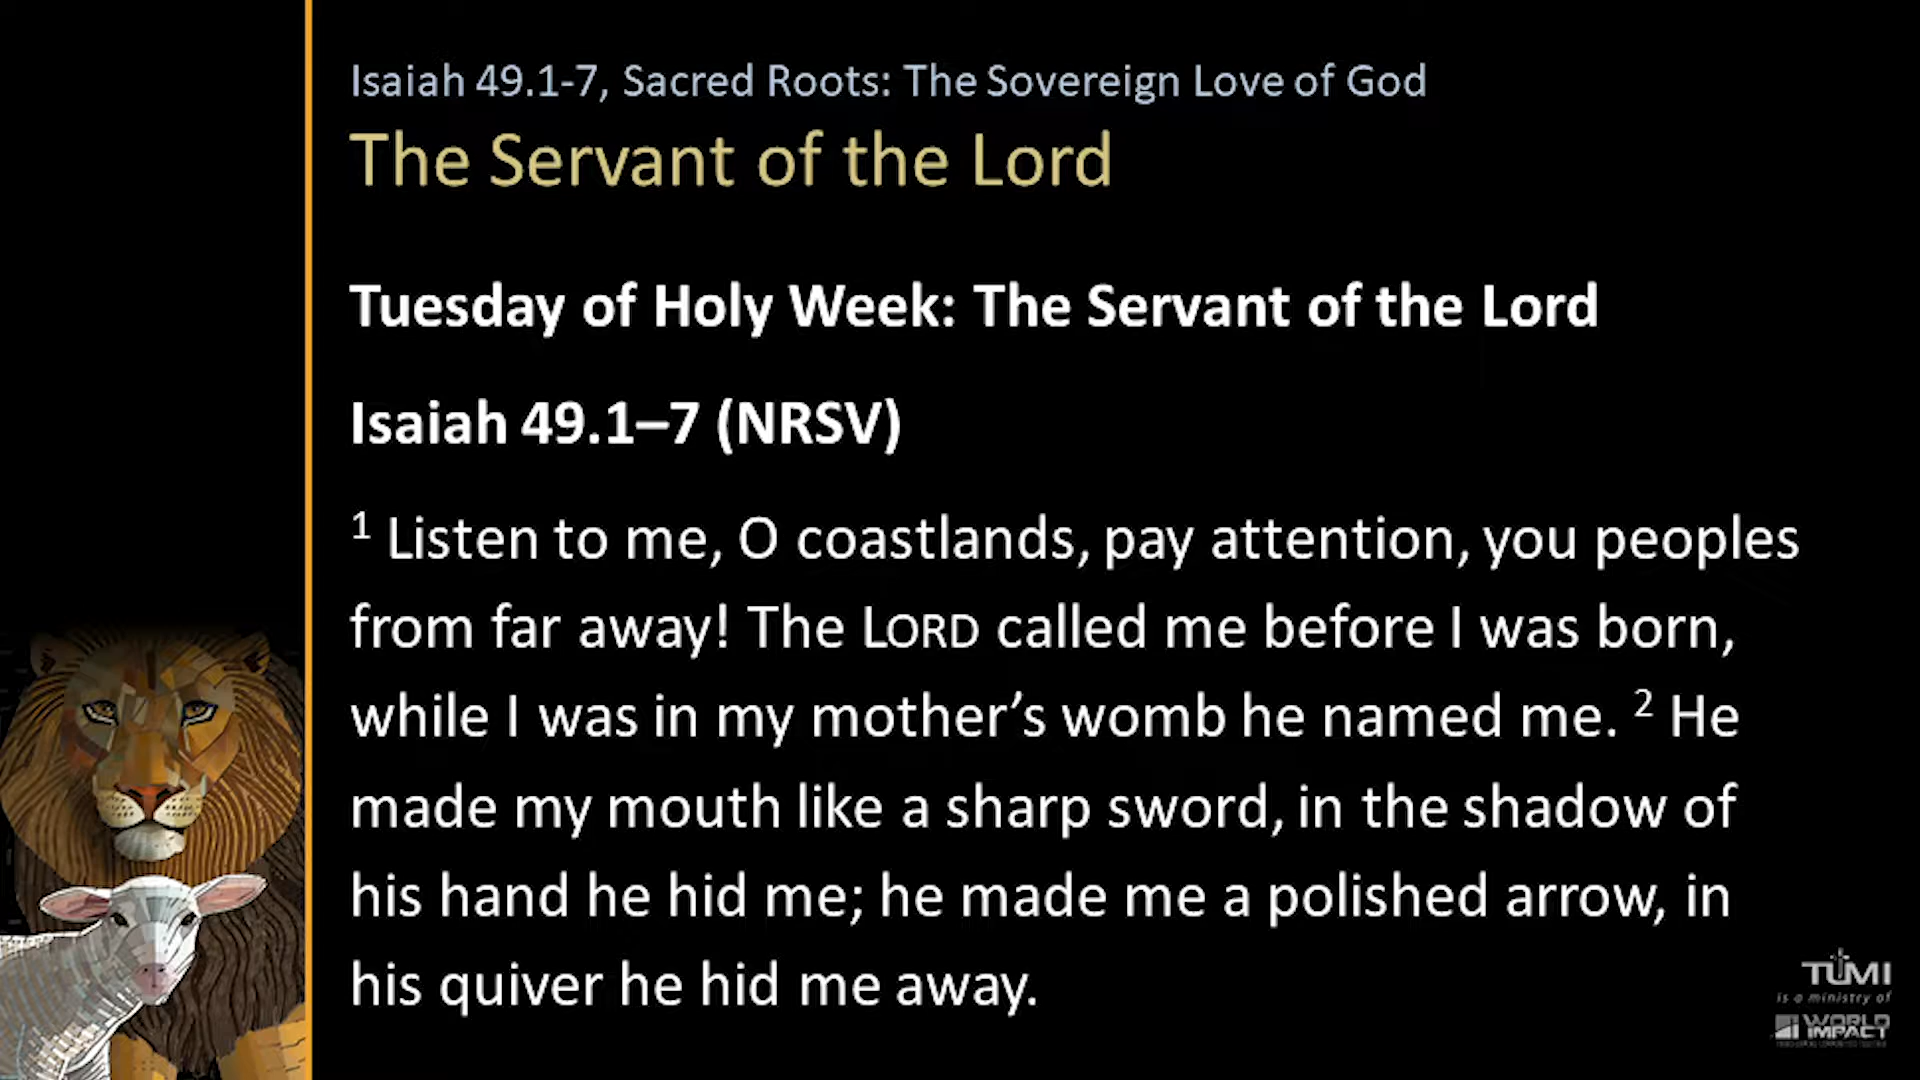 Isaiah 49.1-7, Sacred Roots: The Sovereign Love of God
The Servant of the Lord
Tuesday of Holy Week: The Servant of the Lord
Isaiah 49.1–7 (NRSV)
1 Listen to me, O coastlands, pay attention, you peoples
from far away! The LORD called me before I was born,
while I was in my mother’s womb he named me. 2 He
made my mouth like a sharp sword, in the shadow of
his hand he hid me; he made me a polished arrow, in
his quiver he hid me away.
TUMI
is a ministry of
WORLD
IMPACT